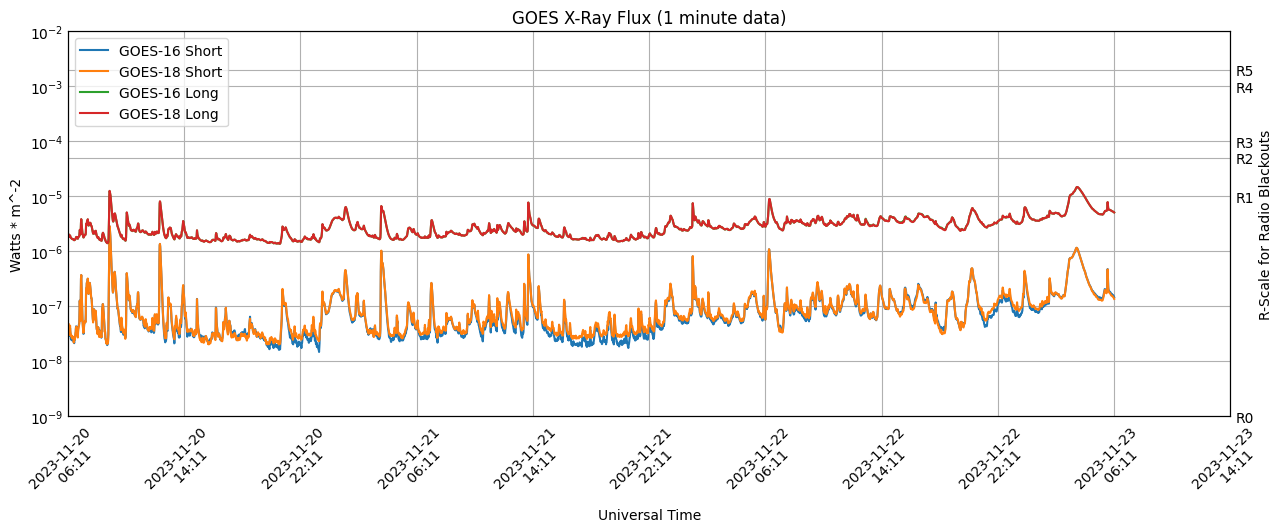 GOES X-Ray Flux (1 minute data)
GOES-16 Short
GOES-18 Short
GOES-16 Long
GOES-18 Long
Watts * m^-2
10⁻²
10⁻³
10⁻⁴
10⁻⁵
10⁻⁶
10⁻⁷
10⁻⁸
10⁻⁹
R5
R4
R3
R2
R1
R0
R-Scale for Radio Blackouts
2023-11-20
06:11
2023-11-20
14:11
2023-11-20
22:11
2023-11-21
06:11
2023-11-21
14:11
2023-11-21
22:11
2023-11-22
06:11
2023-11-22
14:11
2023-11-22
22:11
2023-11-23
06:11
2023-11-23
14:11
Universal Time